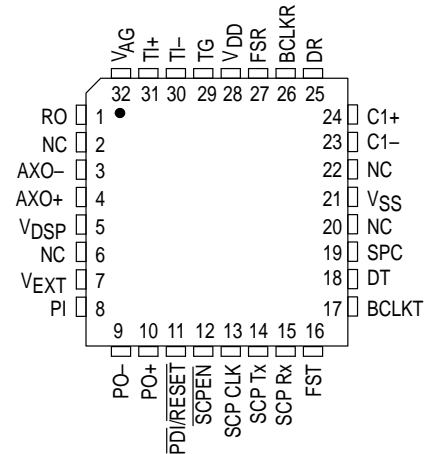 VAG
TI+
TI–
TG
VDD
FSR
BCLKR
DR
32 31 30 29 28 27 26 25
RO 1
NC 2
AXO– 3
AXO+ 4
VDSP 5
NC 6
VEXT 7
PI 8
24 C1+
23 C1–
22 NC
21 VSS
20 NC
19 SPC
18 DT
17 BCLKT
9 10 11 12 13 14 15 16
PO–
PO+
PDI/RESET
SCPEN
SCP CLK
SCP Tx
SCP Rx
FST